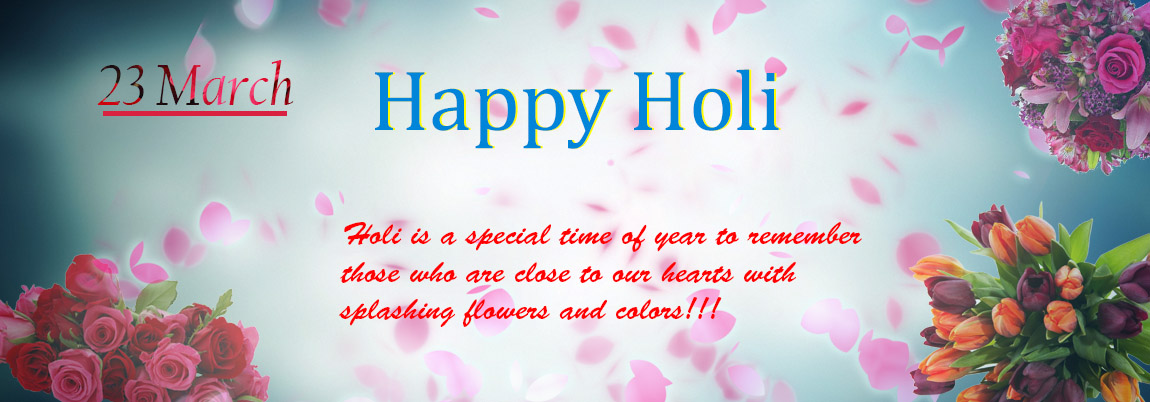 23 March
Happy Holi
Holi is a special time of year to remember
those who are close to our hearts with
splashing flowers and colors!!!